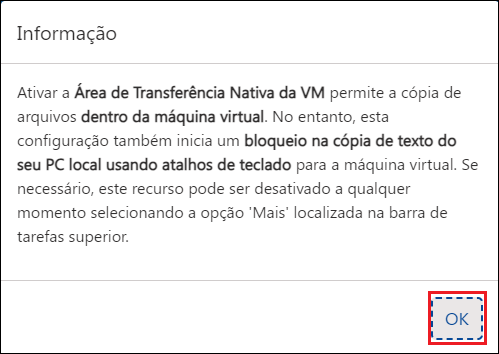 Informação
Ativar a Área de Transferência Nativa da VM permite a cópia de
arquivos dentro da máquina virtual. No entanto, esta
configuração também inicia um bloqueio na cópia de texto do
seu PC local usando atalhos de teclado para a máquina virtual. Se
necessário, este recurso pode ser desativado a qualquer
momento selecionando a opção 'Mais' localizada na barra de
tarefas superior.
OK